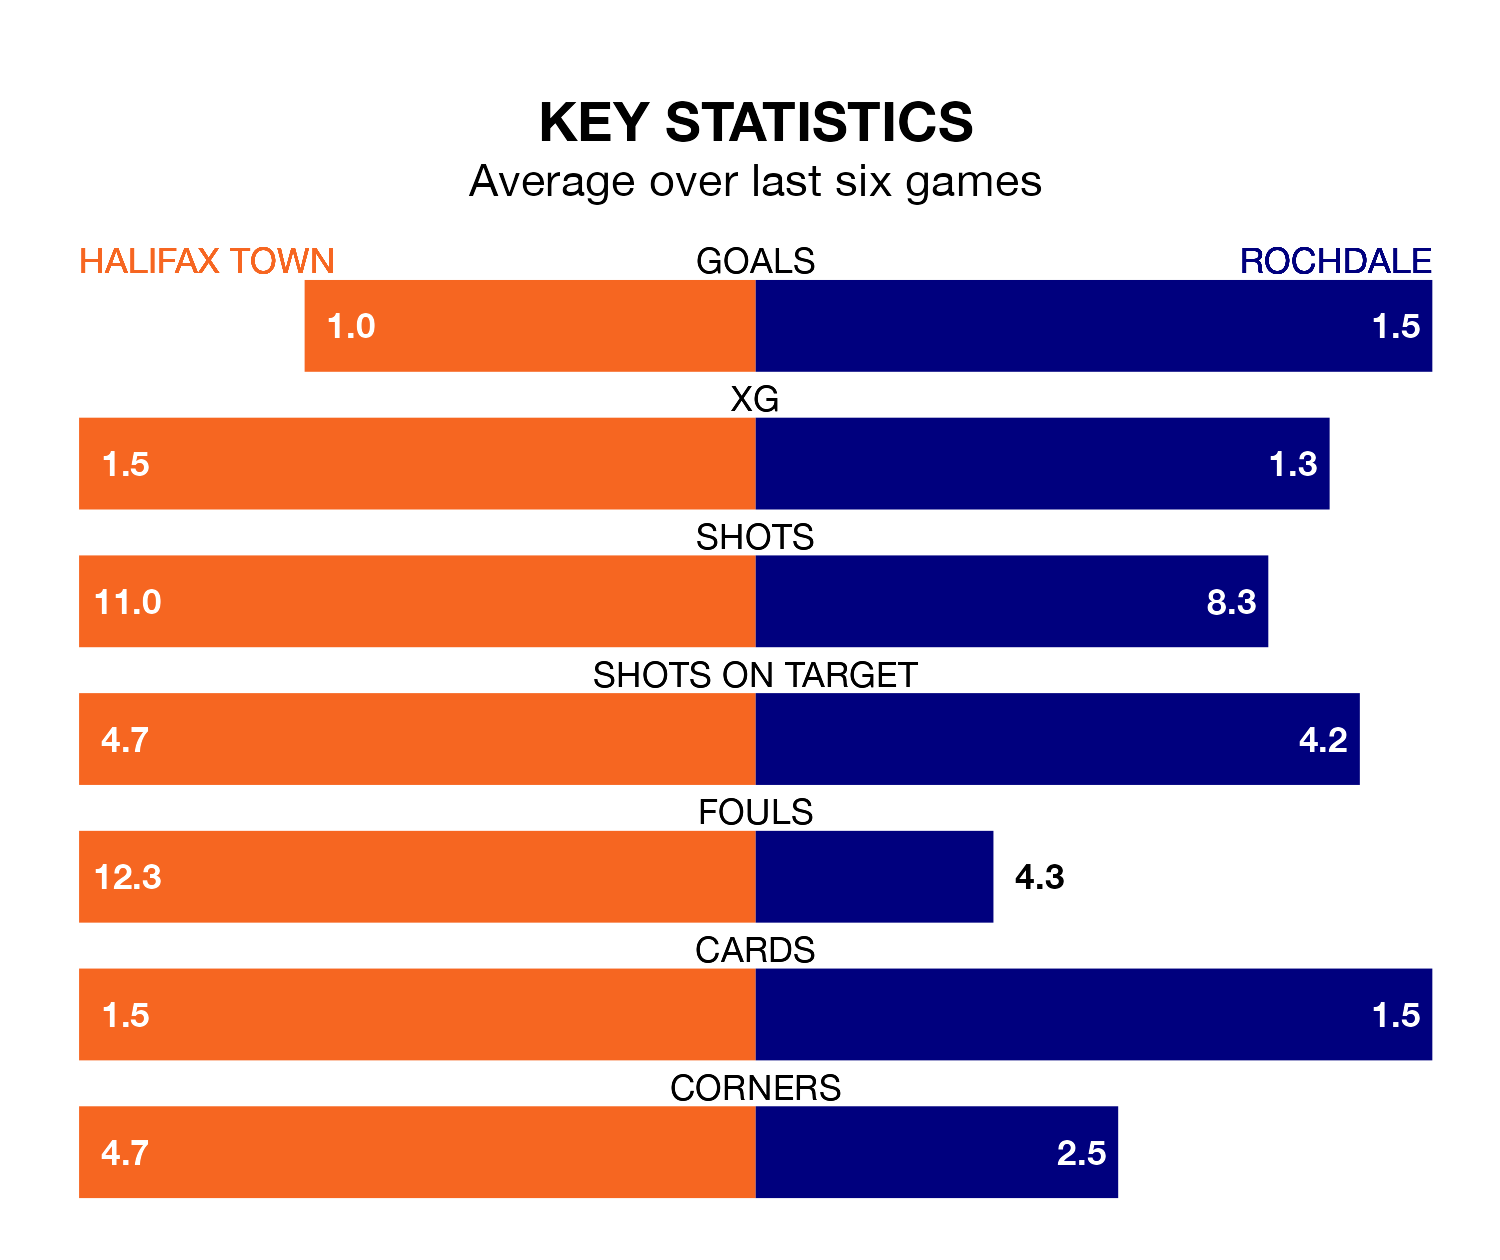 KEY STATISTICS
Average over last six games
HALIFAX TOWN GOALS ROCHDALE
1.0 1.5
XG
1.5 1.3
SHOTS
11.0 8.3
SHOTS ON TARGET
4.7 4.2
FOULS
12.3 4.3
CARDS
1.5 1.5
CORNERS
4.7 2.5